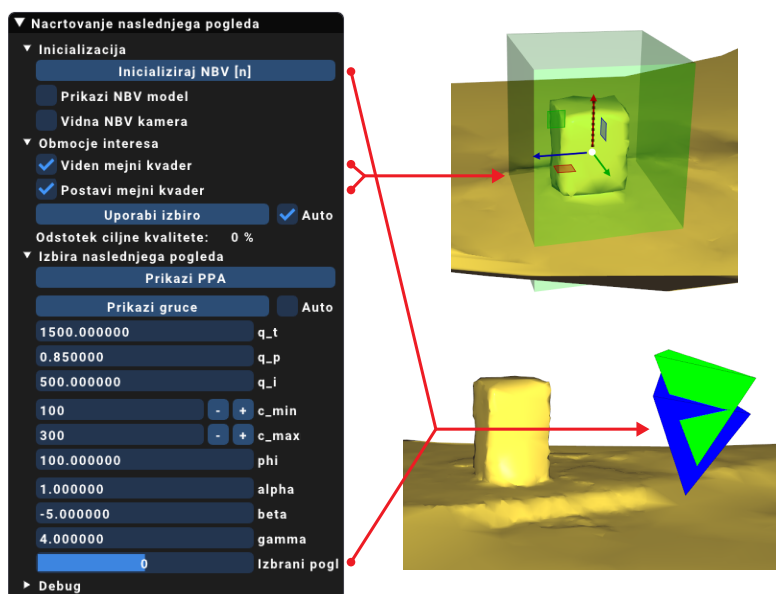 Nacrtovanje naslednjega pogleda
Inicializacija
Inicializiraj NBV [n]
Prikazi NBV model
Vidna NBV kamera
Obmocje interesa
Viden mejni kvader
Postavi mejni kvader
Uporabi izbiro Auto
Odstotek ciljne kvalitete: 0 %
Izbira naslednjega pogleda
Prikazi PPA
Prikazi gruce Auto
1500.000000 q_t
0.850000 q_p
500.000000 q_i
100 - + c_min
300 - + c_max
100.000000 phi
1.000000 alpha
-5.000000 beta
4.000000 gamma
0 Izbrani pogl
Debug